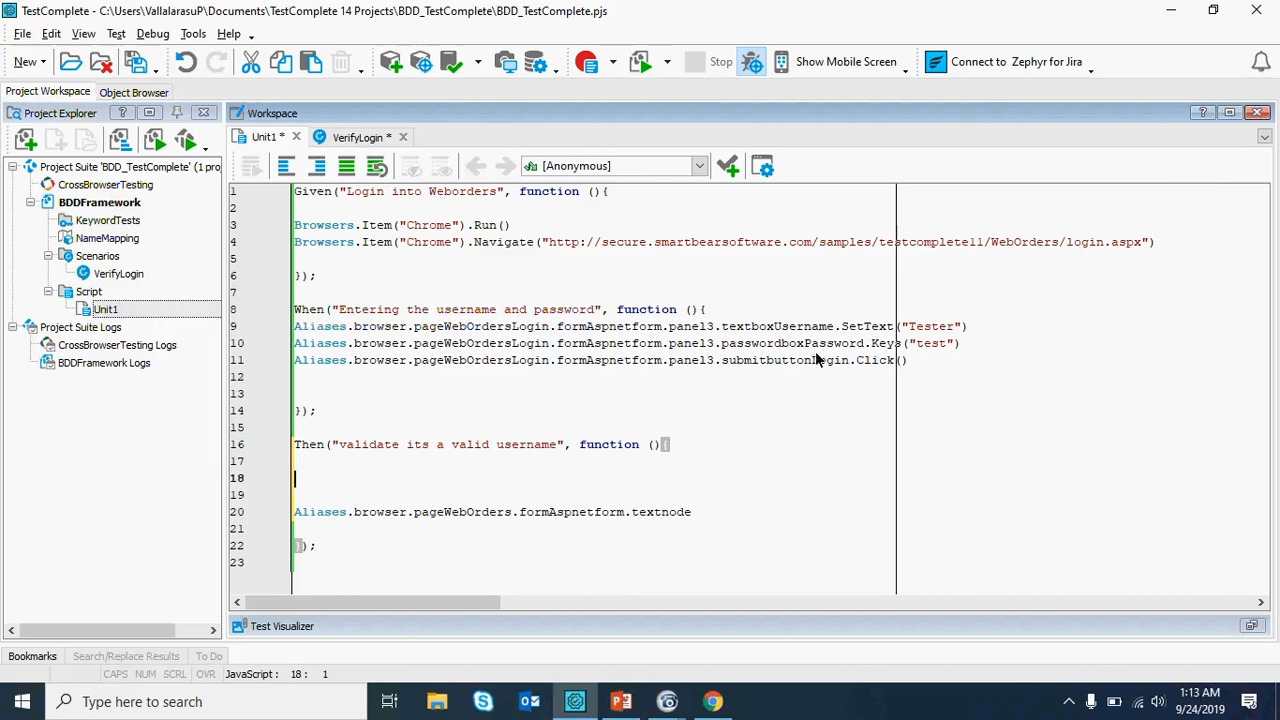 TestComplete - C:\Users\VallalarasuP\Documents\TestComplete 14 Projects\BDD_TestComplete\BDD_TestComplete.pjs
File Edit View Test Debug Tools Help
New Stop Show Mobile Screen Connect to Zephyr for Jira
Project Workspace Object Browser
Project Explorer ? Workspace ?
Unit1 * VerifyLogin *
[Anonymous]
Project Suite 'BDD_TestComplete' (1 proj
CrossBrowserTesting
BDDFramework
KeywordTests
NameMapping
Scenarios
VerifyLogin
Script
Unit1
Project Suite Logs
CrossBrowserTesting Logs
BDDFramework Logs
1 Given("Login into Weborders", function (){
2
3 Browsers.Item("Chrome").Run()
4 Browsers.Item("Chrome").Navigate("http://secure.smartbearsoftware.com/samples/testcomplete11/WebOrders/login.aspx")
5
6 });
7
8 When("Entering the username and password", function (){
9 Aliases.browser.pageWebOrdersLogin.formAspnetform.panel3.textboxUsername.SetText("Tester")
10 Aliases.browser.pageWebOrdersLogin.formAspnetform.panel3.passwordboxPassword.Keys("test")
11 Aliases.browser.pageWebOrdersLogin.formAspnetform.panel3.submitbuttonLogin.Click()
12
13
14 });
15
16 Then("validate its a valid username", function (){
17
18
19
20 Aliases.browser.pageWebOrders.formAspnetform.textnode
21
22 });
23
Test Visualizer
Bookmarks Search/Replace Results To Do
CAPS NUM SCRL OVR JavaScript: 18: 1
Type here to search
1:13 AM
9/24/2019